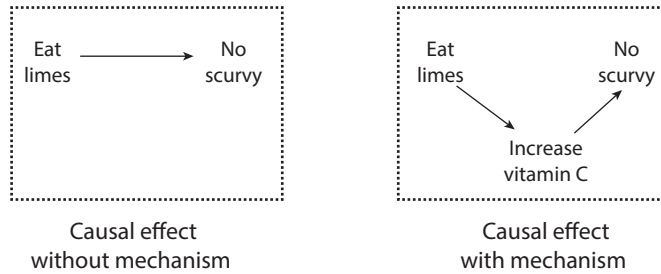 Eat
limes
No
scurvy
Causal effect
without mechanism
Eat
limes
No
scurvy
Increase
vitamin C
Causal effect
with mechanism